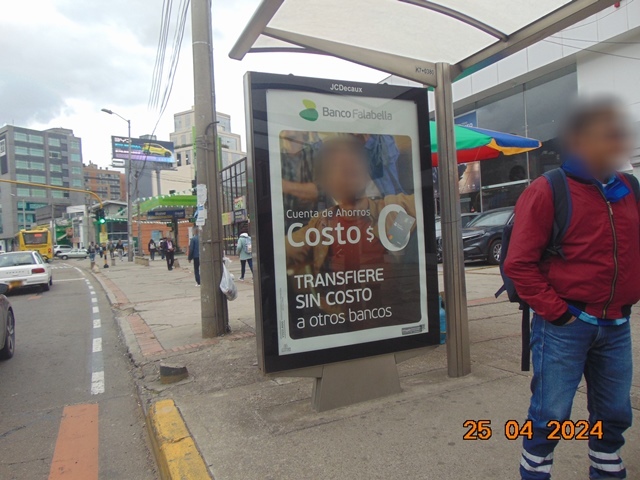 JCDecaux
Banco Falabella
Cuenta de Ahorros
Costo $0
TRANSFIERE
SIN COSTO
a otros bancos
25 04 2024